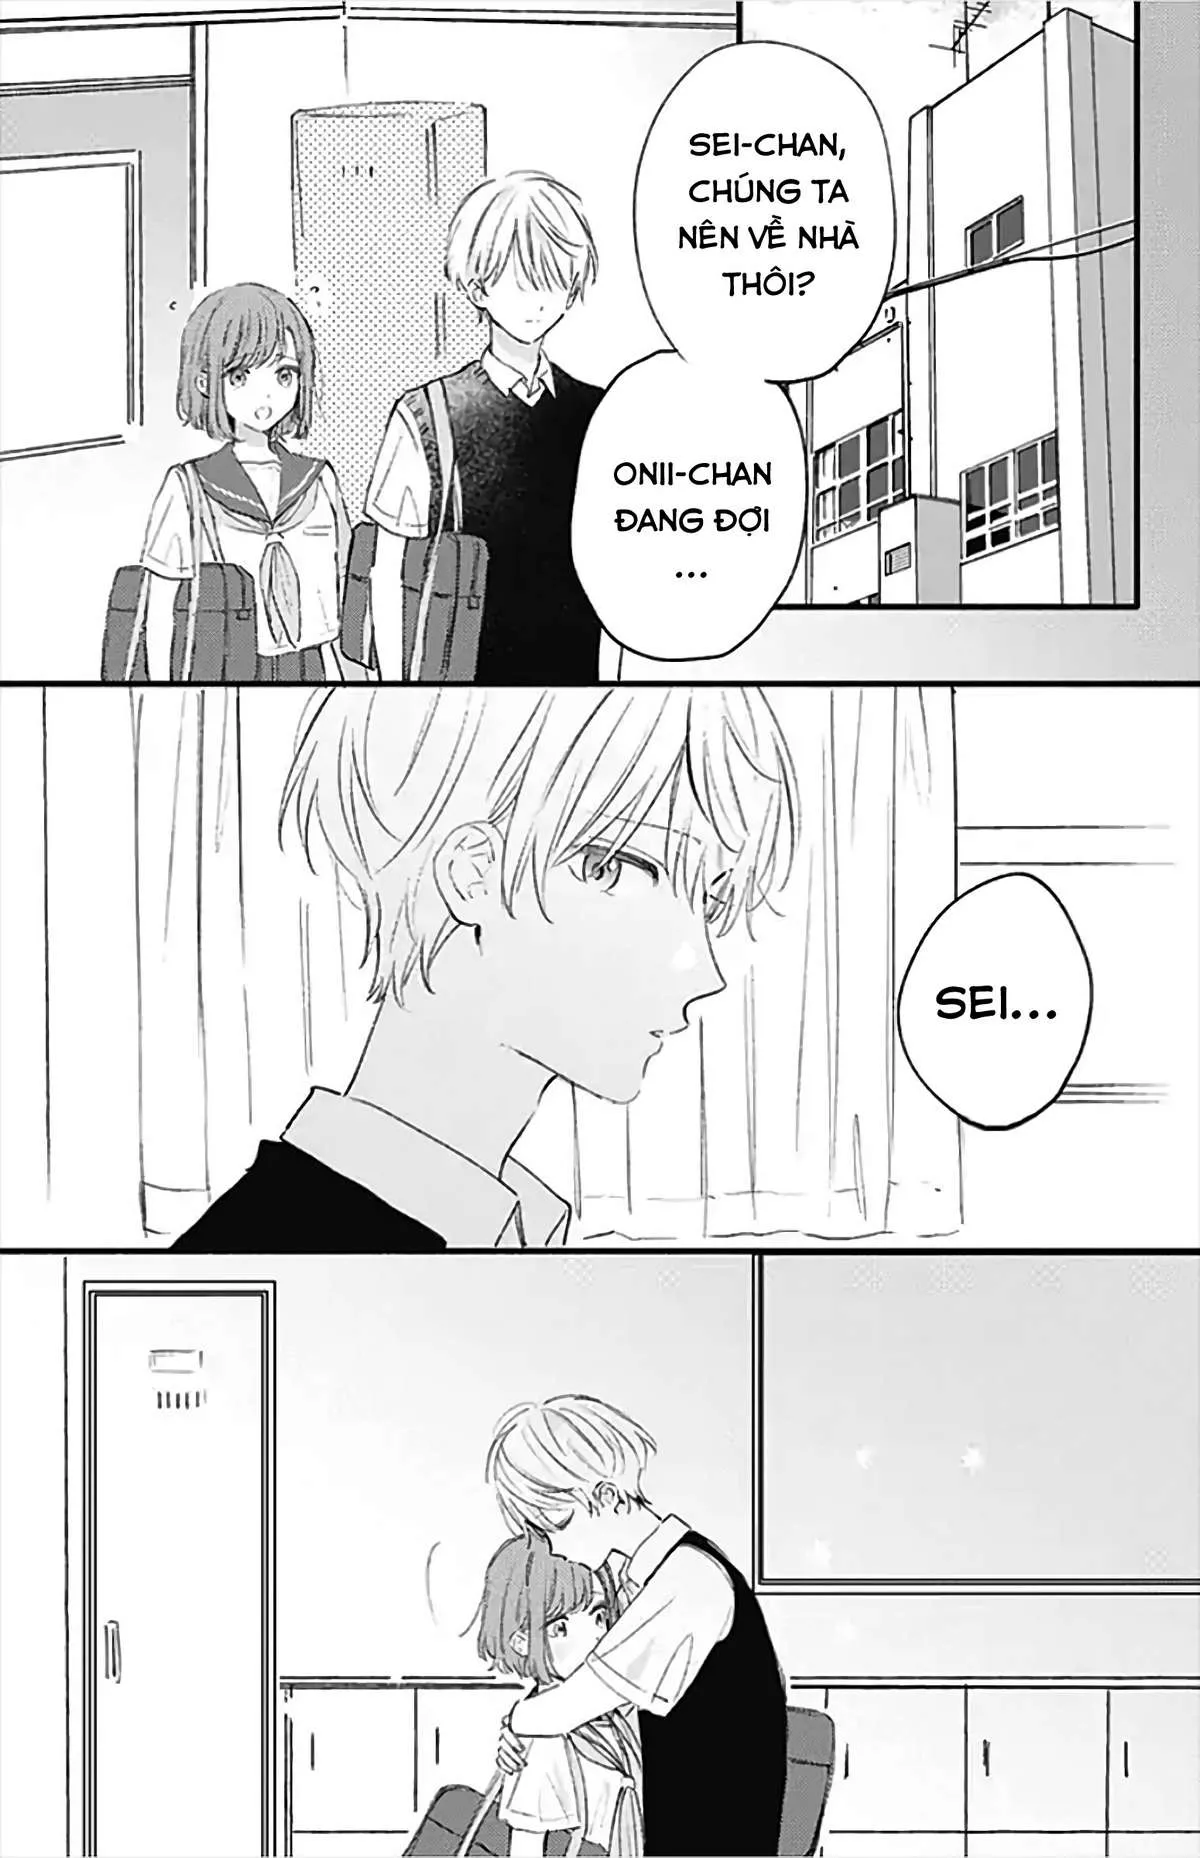 SEI-CHAN,
CHÚNG TA
NÊN VỀ NHÀ
THÔI?
ONII-CHAN
ĐANG ĐỢI
...
SEI...